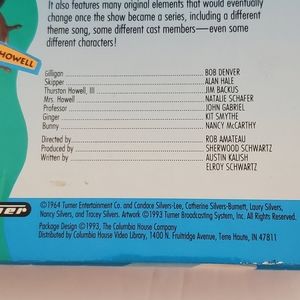 It also features many original elements that would eventually
change once the show became a series, including a different
theme song, some different cast members—even some
different characters!
HOWELL
Gilligan BOB DENVER
Skipper ALAN HALE
Thurston Howell, III JIM BACKUS
Mrs. Howell NATALIE SCHAFER
Professor JOHN GABRIEL
Ginger KIT SMYTHE
Bunny NANCY McCARTHY
Directed by ROB AMATEAU
Produced by SHERWOOD SCHWARTZ
Written by AUSTIN KALISH
ELROY SCHWARTZ
©1964 Turner Entertainment Co. and Candace Silvers-Lee, Catherine Silvers-Burnett, Laury Silvers,
Nancy Silvers, and Tracey Silvers. Artwork ©1993 Turner Broadcasting System, Inc. All Rights Reserved.
Package Design ©1993, The Columbia House Company
Distributed by Columbia House Video Library, 1400 N. Fruitridge Avenue, Terre Haute, IN 47811